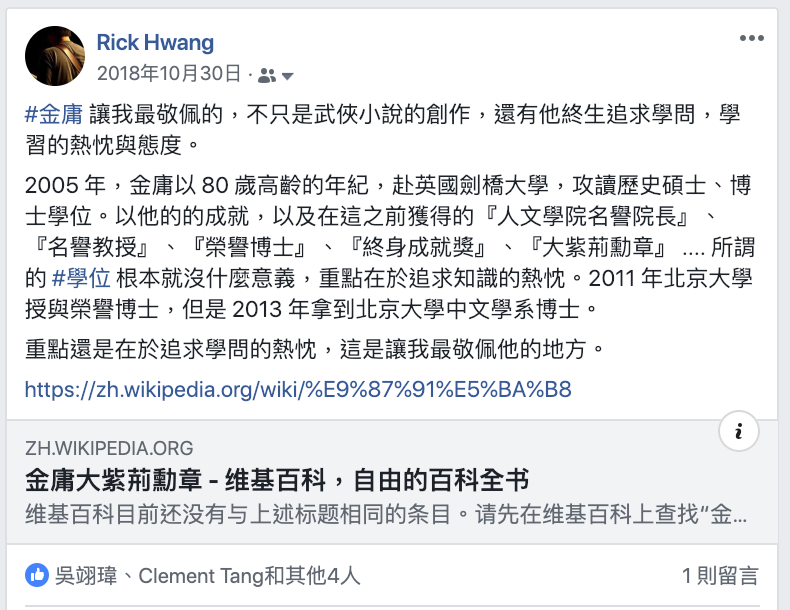 Rick Hwang
2018年10月30日 ·
#金庸 讓我最敬佩的，不只是武俠小說的創作，還有他終生追求學問，學
習的熱忱與態度。
2005 年，金庸以 80 歲高齡的年紀，赴英國劍橋大學，攻讀歷史碩士、博
士學位。以他的的成就，以及在這之前獲得的『人文學院名譽院長』、
『名譽教授』、『榮譽博士』、『終身成就獎』、『大紫荊勳章』 .... 所謂
的 #學位 根本就沒什麼意義，重點在於追求知識的熱忱。2011 年北京大學
授與榮譽博士，但是 2013 年拿到北京大學中文學系博士。
重點還是在於追求學問的熱忱，這是讓我最敬佩他的地方。
https://zh.wikipedia.org/wiki/%E9%87%91%E5%BA%B8
ZH.WIKIPEDIA.ORG
金庸大紫荊勳章 - 维基百科，自由的百科全书
维基百科目前还没有与上述标题相同的条目。请先在维基百科上查找“金...
吳翊瑋、Clement Tang和其他4人
1 則留言